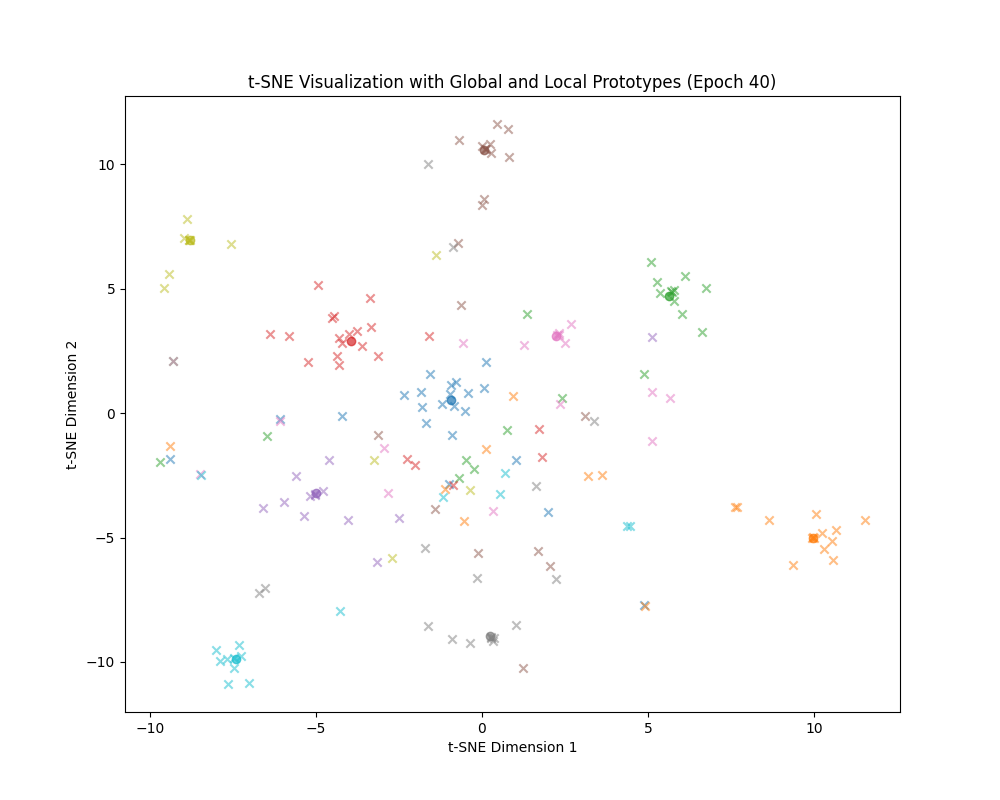 t-SNE Visualization with Global and Local Prototypes (Epoch 40)
10
5
0
−5
−10
t-SNE Dimension 2
−10 −5 0 5 10
t-SNE Dimension 1